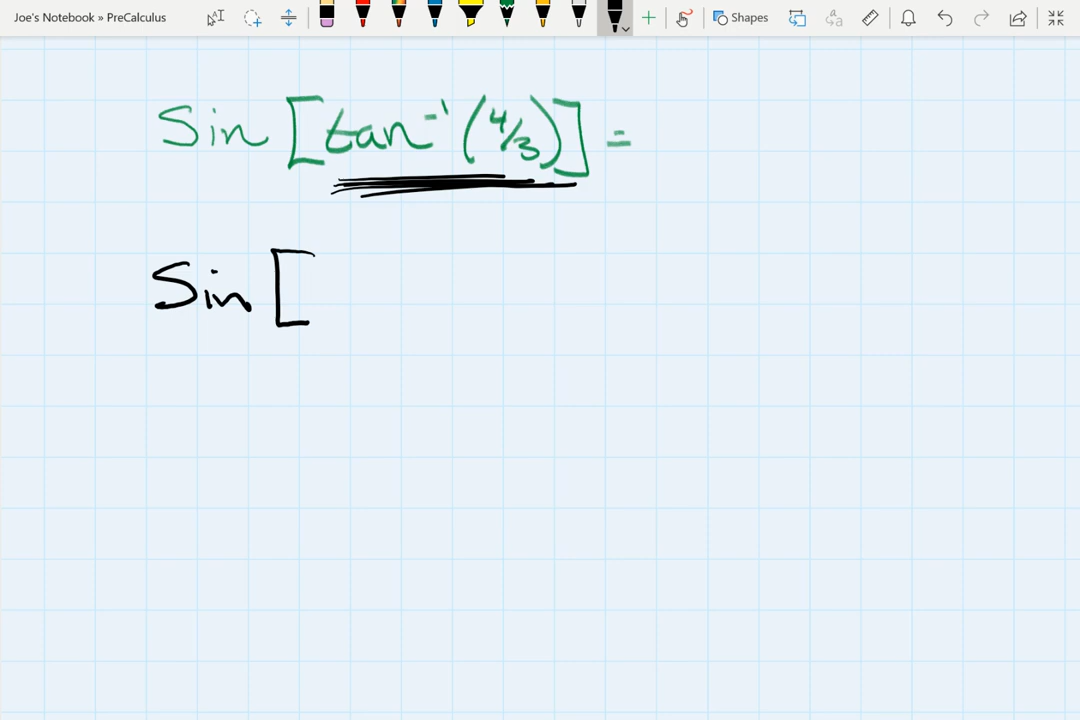 Joe's Notebook » PreCalculus
Shapes
Sin [tan⁻¹(4/3)] =
Sin [